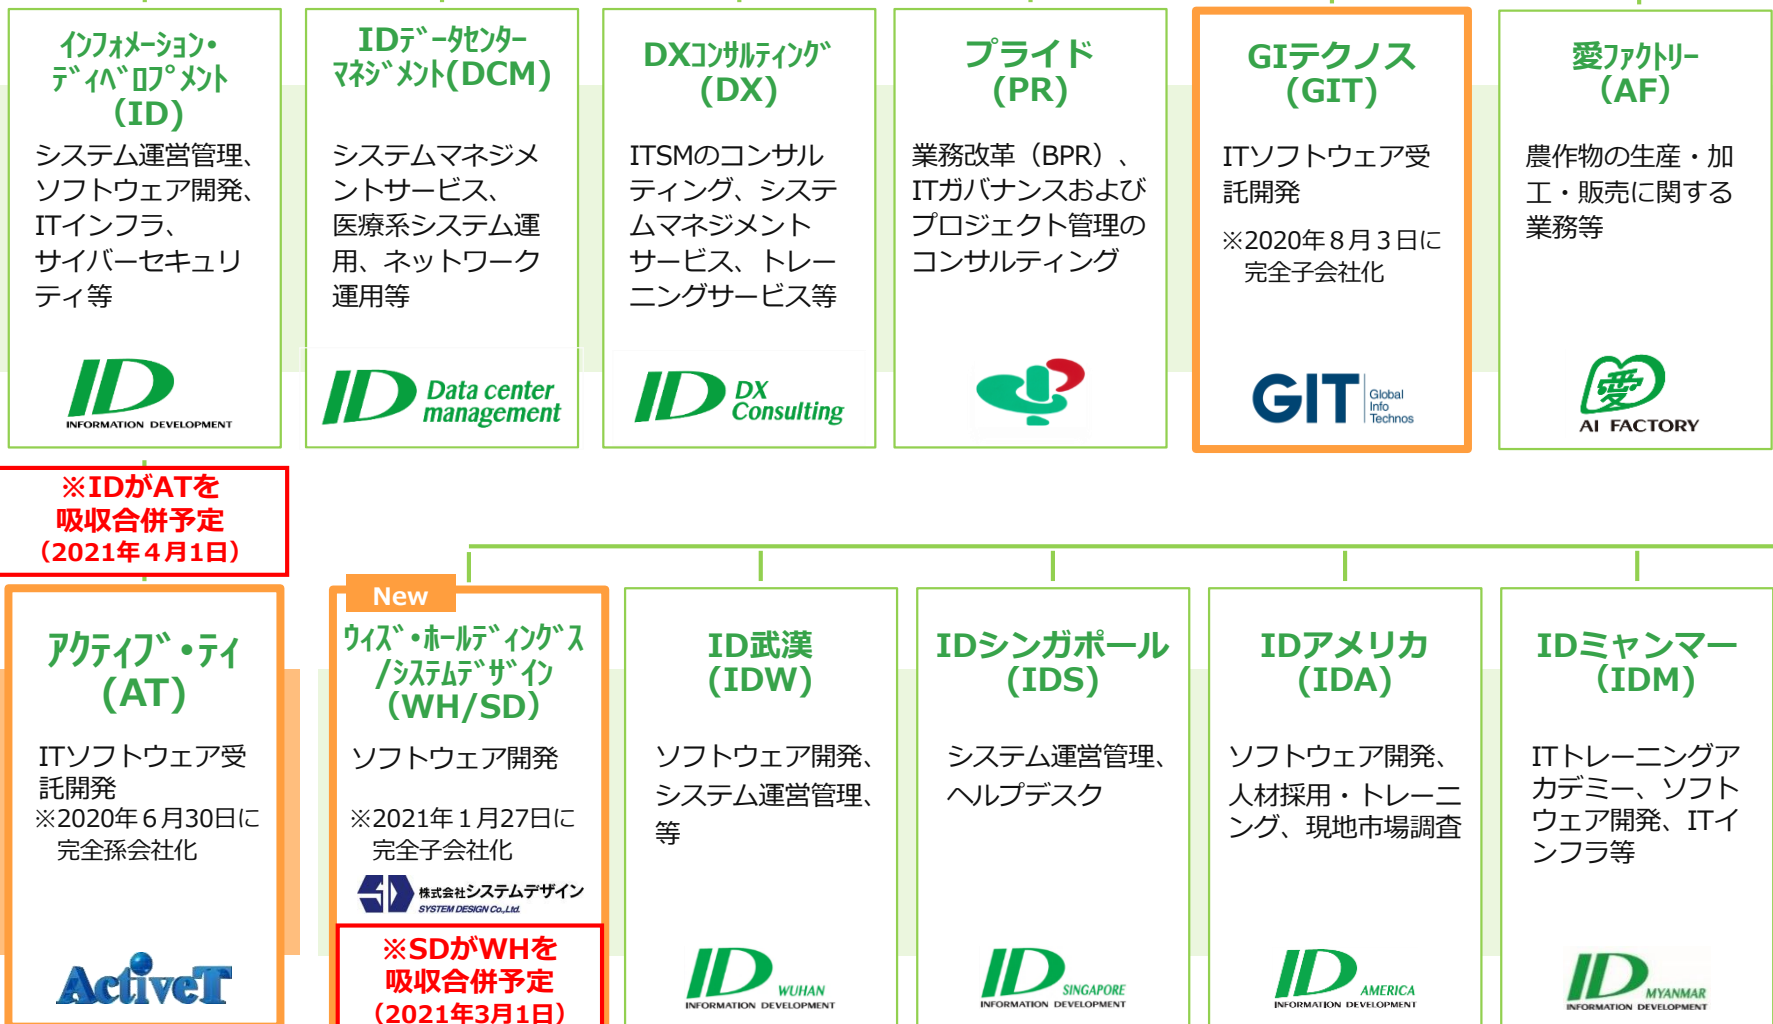 ｲﾝﾌｫﾒｰｼｮﾝ・
ﾃﾞｨﾍﾞﾛﾌﾟﾒﾝﾄ
（ID)
システム運営管理、
ソフトウェア開発、
ITインフラ、
サイバーセキュリ
ティ等
ID
INFORMATION DEVELOPMENT
IDﾃﾞｰﾀｾﾝﾀｰ
ﾏﾈｼﾞﾒﾝﾄ(DCM)
システムマネジメ
ントサービス、
医療系システム運
用、ネットワーク
運用等
ID Data center
management
DXｺﾝｻﾙﾃｨﾝｸﾞ
(DX)
ITSMのコンサル
ティング、システ
ムマネジメント
サービス、トレー
ニングサービス等
ID DX
Consulting
プライド
(PR)
業務改革（BPR）、
ITガバナンスおよび
プロジェクト管理の
コンサルティング
GIテクノス
(GIT)
ITソフトウェア受
託開発
※2020年８月３日に
完全子会社化
GIT Global
Info
Technos
愛ﾌｧｸﾄﾘｰ
（AF）
農作物の生産・加
工・販売に関する
業務等
愛
AI FACTORY
※IDがATを
吸収合併予定
（2021年４月1日）
ｱｸﾃｨﾌﾞ・ﾃｨ
(AT)
ITソフトウェア受
託開発
※2020年６月30日に
完全孫会社化
ActiveT
New
ｳｨｽﾞ・ﾎｰﾙﾃﾞｨﾝｸﾞｽ
/ｼｽﾃﾑﾃﾞｻﾞｲﾝ
（WH/SD）
ソフトウェア開発
※2021年１月27日に
完全子会社化
株式会社システムデザイン
SYSTEM DESIGN Co.,Ltd.
※SDがWHを
吸収合併予定
（2021年3月1日）
ID武漢
(IDW)
ソフトウェア開発、
システム運営管理、
等
ID WUHAN
INFORMATION DEVELOPMENT
IDシンガポール
(IDS)
システム運営管理、
ヘルプデスク
ID SINGAPORE
INFORMATION DEVELOPMENT
IDアメリカ
(IDA)
ソフトウェア開発、
人材採用・トレーニ
ング、現地市場調査
ID AMERICA
INFORMATION DEVELOPMENT
IDミャンマー
（IDM)
ITトレーニングア
カデミー、ソフト
ウェア開発、ITイ
ンフラ等
ID MYANMAR
INFORMATION DEVELOPMENT